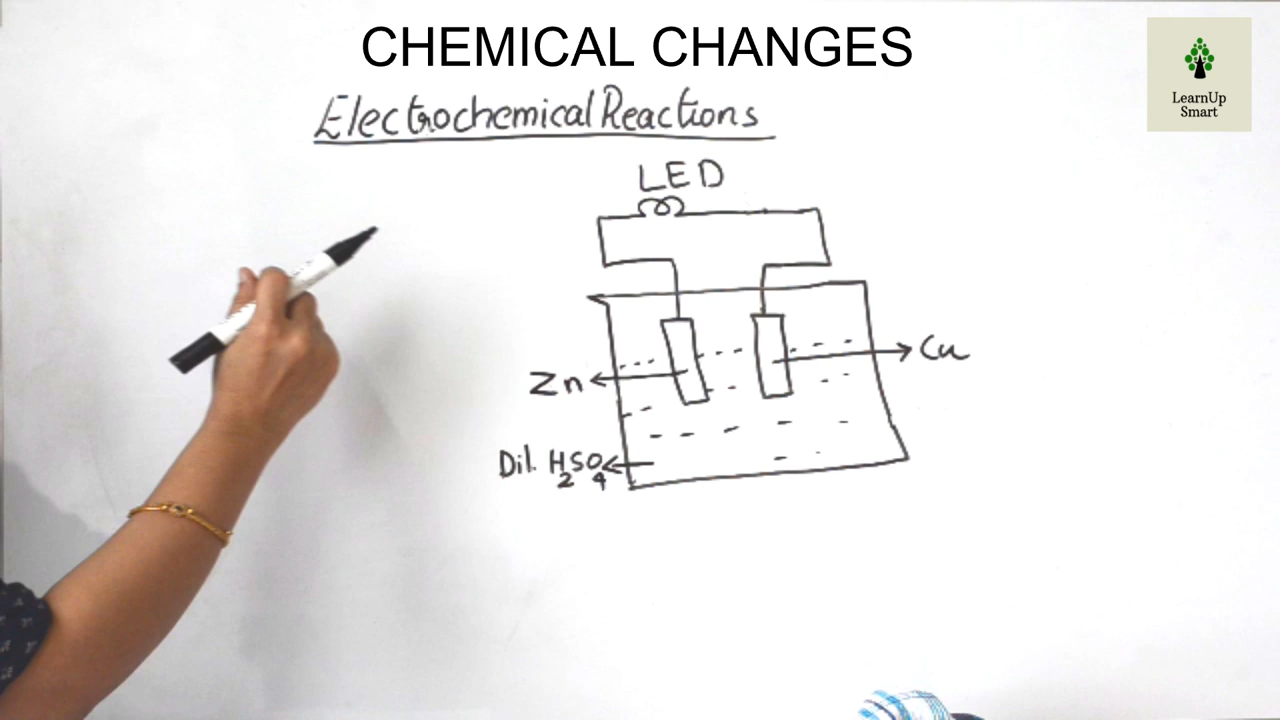 CHEMICAL CHANGES
LearnUp
Smart
Electrochemical Reactions
LED
Cu
Zn
Dil. H2SO4